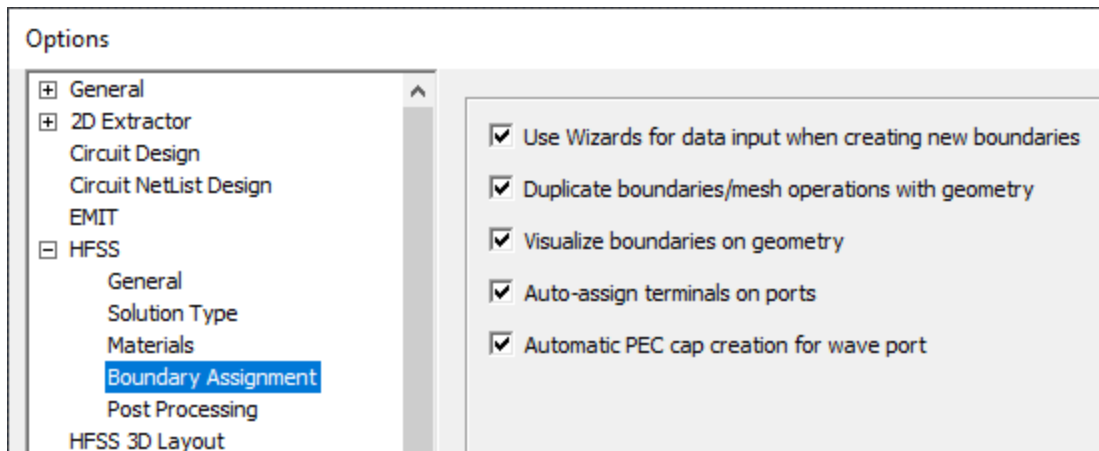 Options
General
2D Extractor
Circuit Design
Circuit NetList Design
EMIT
HFSS
General
Solution Type
Materials
Boundary Assignment
Post Processing
HFSS 3D Layout
Use Wizards for data input when creating new boundaries
Duplicate boundaries/mesh operations with geometry
Visualize boundaries on geometry
Auto-assign terminals on ports
Automatic PEC cap creation for wave port